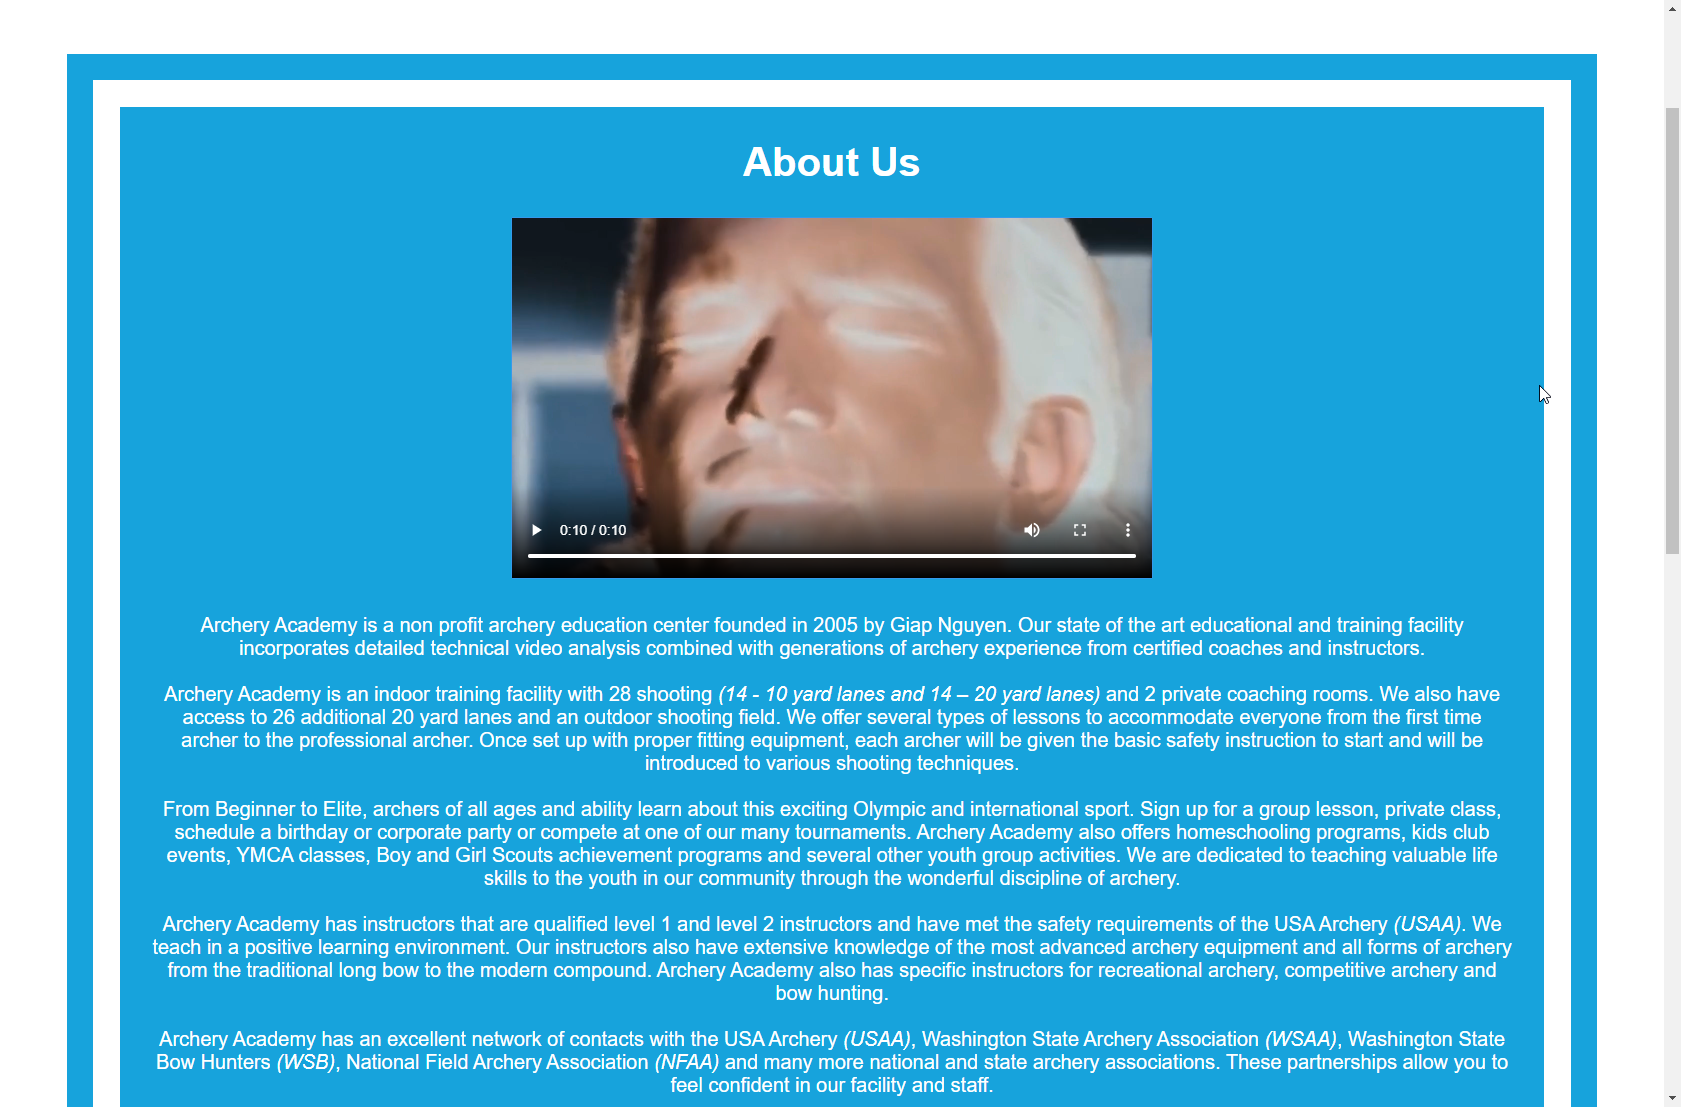 About Us
0:10 / 0:10
Archery Academy is a non profit archery education center founded in 2005 by Giap Nguyen. Our state of the art educational and training facility
incorporates detailed technical video analysis combined with generations of archery experience from certified coaches and instructors.
Archery Academy is an indoor training facility with 28 shooting (14 - 10 yard lanes and 14 – 20 yard lanes) and 2 private coaching rooms. We also have
access to 26 additional 20 yard lanes and an outdoor shooting field. We offer several types of lessons to accommodate everyone from the first time
archer to the professional archer. Once set up with proper fitting equipment, each archer will be given the basic safety instruction to start and will be
introduced to various shooting techniques.
From Beginner to Elite, archers of all ages and ability learn about this exciting Olympic and international sport. Sign up for a group lesson, private class,
schedule a birthday or corporate party or compete at one of our many tournaments. Archery Academy also offers homeschooling programs, kids club
events, YMCA classes, Boy and Girl Scouts achievement programs and several other youth group activities. We are dedicated to teaching valuable life
skills to the youth in our community through the wonderful discipline of archery.
Archery Academy has instructors that are qualified level 1 and level 2 instructors and have met the safety requirements of the USA Archery (USAA). We
teach in a positive learning environment. Our instructors also have extensive knowledge of the most advanced archery equipment and all forms of archery
from the traditional long bow to the modern compound. Archery Academy also has specific instructors for recreational archery, competitive archery and
bow hunting.
Archery Academy has an excellent network of contacts with the USA Archery (USAA), Washington State Archery Association (WSAA), Washington State
Bow Hunters (WSB), National Field Archery Association (NFAA) and many more national and state archery associations. These partnerships allow you to
feel confident in our facility and staff.